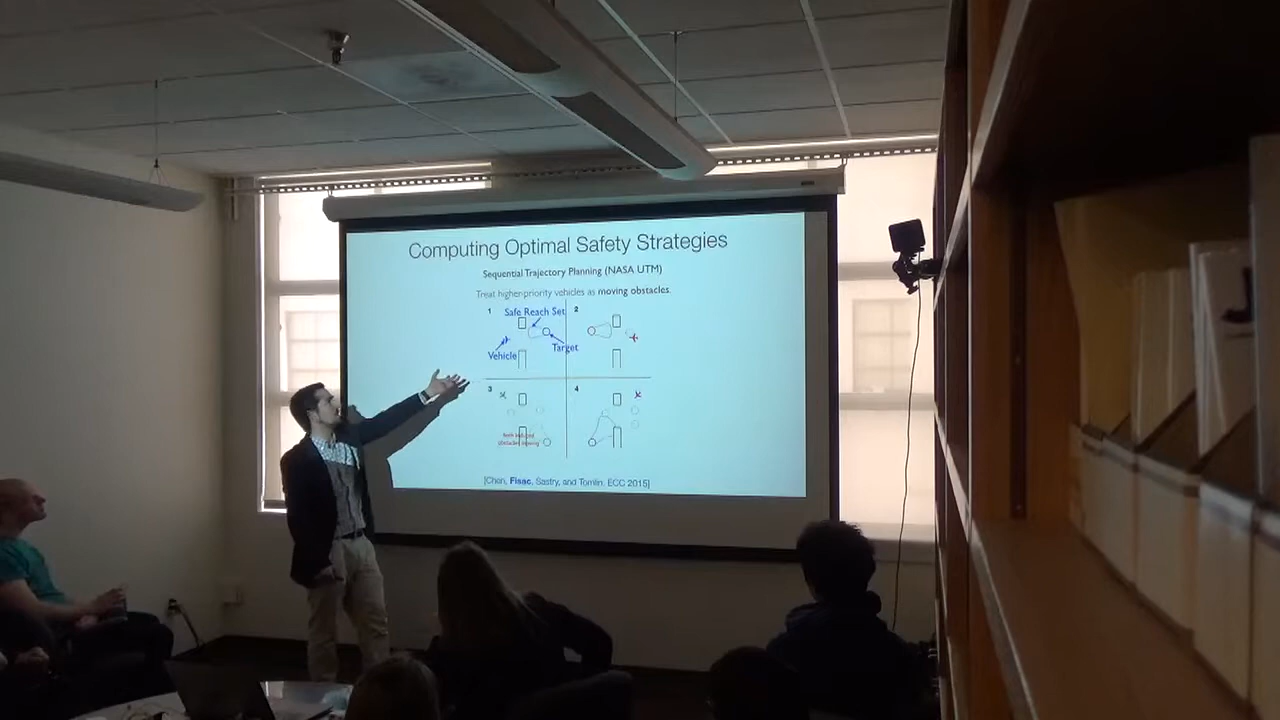 Computing Optimal Safety Strategies
Sequential Trajectory Planning (NASA UTM)
Treat higher-priority vehicles as moving obstacles.
1
Safe Reach Set
2
Target
Vehicle
3
4
[Chen, Fisac, Sastry, and Tomlin, ECC 2015]